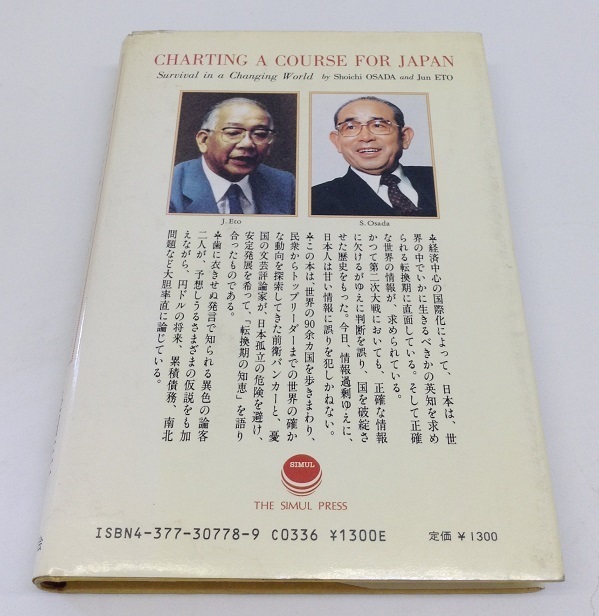 CHARTING A COURSE FOR JAPAN
Survival in a Changing World by Shoichi OSADA and Jun ETO
J. Eto
S. Osada
✢経済中心の国際化によって、日本は、世
界の中でいかに生きるべきかの英知を求め
られる転換期に直面している。そして正確
な世界の情報が、求められている。
かつて第二次大戦においても、正確な情報
に欠けるがゆえに判断を誤り、国を破綻さ
せた歴史をもった。今日、情報過剰ゆえに、
日本人は甘い情報に誤りを犯しかねない。
✢この本は、世界の90余カ国を歩きまわり、
民衆からトップリーダーまでの世界の確か
な動向を探索してきた前衛バンカーと、憂
国の文芸評論家が、日本孤立の危険を避け、
安定発展を希って、「転換期の知恵」を語り
合ったものである。
✢歯に衣きせぬ発言で知られる異色の論客
二人が、予想しうるさまざまの仮説をも加
えながら、円ドルの将来、累積債務、南北
問題など大胆率直に論じている。
SIMUL
THE SIMUL PRESS
ISBN4-377-30778-9 C0336 ¥1300E
定価 ¥1300